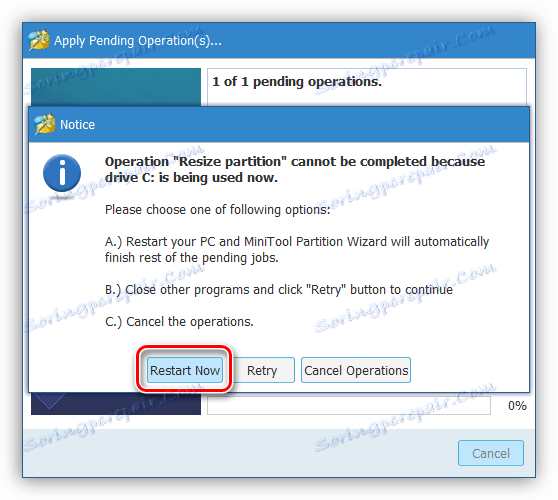 Apply Pending Operation(s)...
1 of 1 pending operations.
Notice
Operation "Resize partition" cannot be completed because
drive C: is being used now.
Please choose one of following options:
A.) Restart your PC and MiniTool Partition Wizard will automatically
finish rest of the pending jobs.
B.) Close other programs and click "Retry" button to continue
C.) Cancel the operations.
Restart Now
Retry
Cancel Operations
0%
Cancel
Soringpcrepair.com